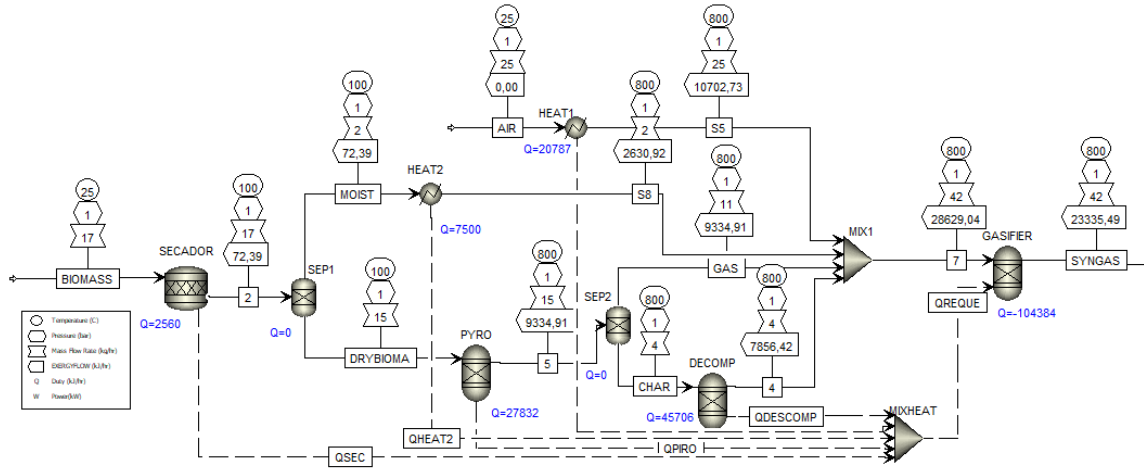 25
1
25
0,00
AIR
HEAT1
Q=20787
800
1
25
10702,73
S5
100
1
2
72,39
MOIST
HEAT2
Q=7500
800
1
2
2630,92
S8
800
1
11
9334,91
GAS
25
1
17
BIOMASS
SECADOR
Q=2560
100
1
17
72,39
2
SEP1
Q=0
100
1
15
DRYBIOMA
PYRO
Q=27832
800
1
15
9334,91
5
SEP2
Q=0
800
1
4
CHAR
DECOMP
Q=45706
800
1
4
7856,42
4
MIX1
800
1
42
28629,04
7
GASIFIER
Q=-104384
800
1
42
23335,49
SYNGAS
QREQUE
QDESCOMP
MIXHEAT
QHEAT2
QPIRO
QSEC
Temperature (C)
Pressure (bar)
Mass Flow Rate (kg/hr)
EXERGYFLOW (kJ/hr)
Q Duty (kJ/hr)
W Power(kW)